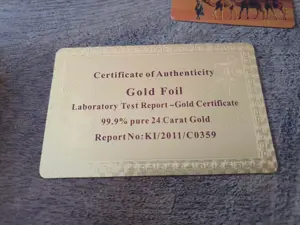 Certificate of Authenticity
Gold Foil
Laboratory Test Report –Gold Certificate
99.9% pure 24 Carat Gold
Report No: KI/2011/C0359